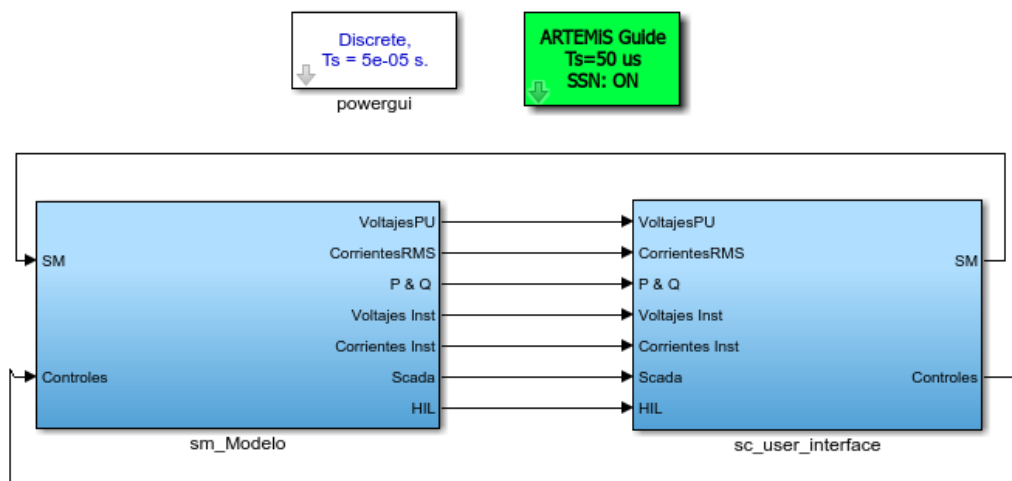 Discrete,
Ts = 5e-05 s.
powergui
ARTEMIS Guide
Ts=50 us
SSN: ON
SM
Controles
VoltajesPU
CorrientesRMS
P & Q
Voltajes Inst
Corrientes Inst
Scada
HIL
sm_Modelo
VoltajesPU
CorrientesRMS
P & Q
Voltajes Inst
Corrientes Inst
Scada
HIL
SM
Controles
sc_user_interface